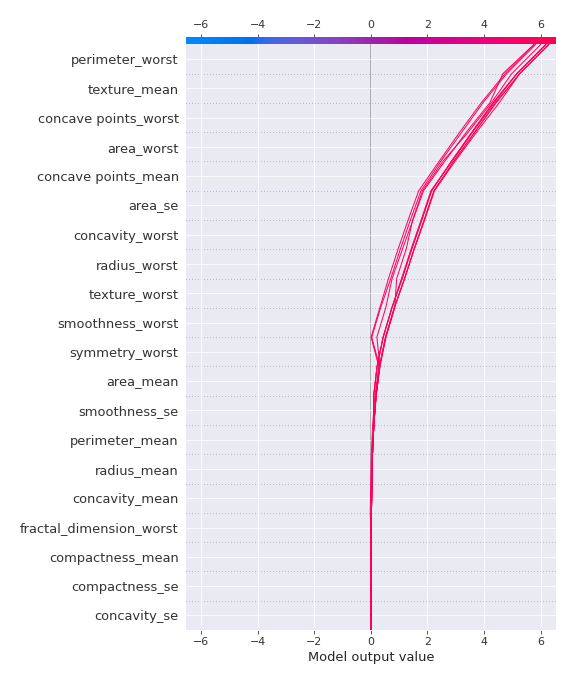 −6 −4 −2 0 2 4 6
perimeter_worst
texture_mean
concave points_worst
area_worst
concave points_mean
area_se
concavity_worst
radius_worst
texture_worst
smoothness_worst
symmetry_worst
area_mean
smoothness_se
perimeter_mean
radius_mean
concavity_mean
fractal_dimension_worst
compactness_mean
compactness_se
concavity_se
−6 −4 −2 0 2 4 6
Model output value